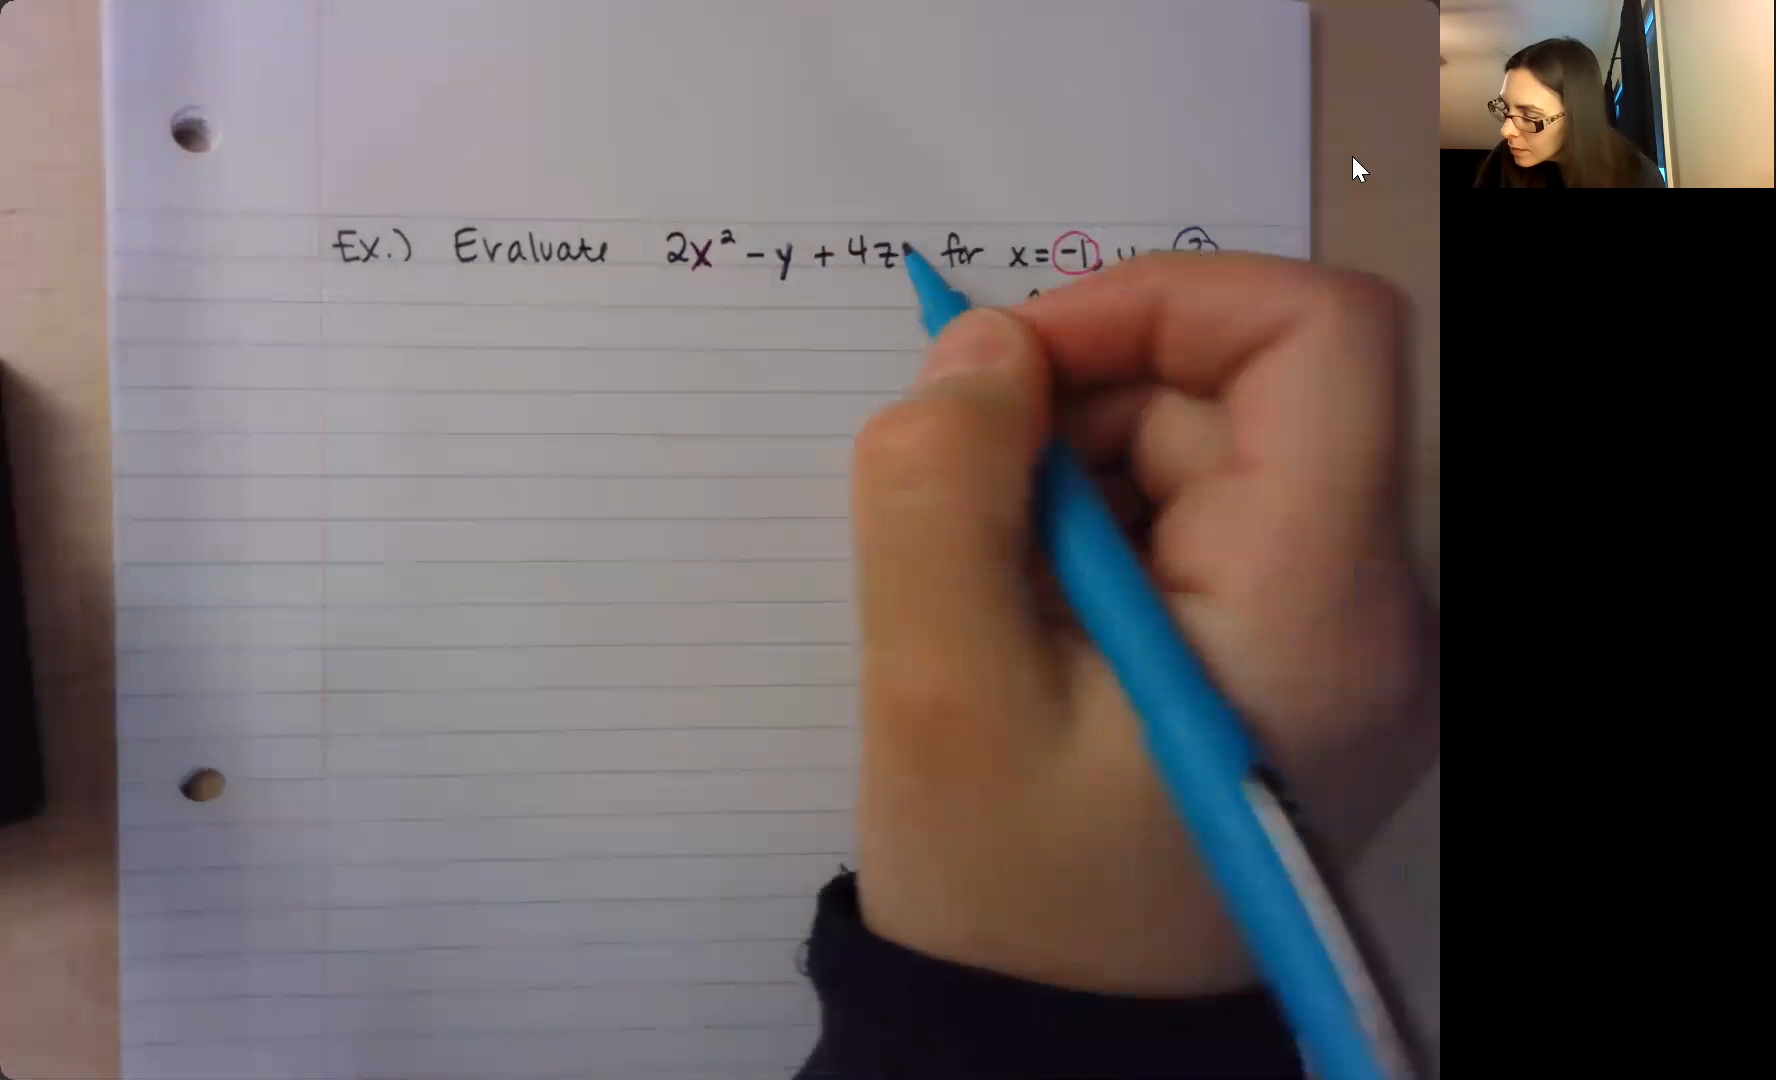 Ex.) Evaluate 2x² - y + 4z for x = -1, y